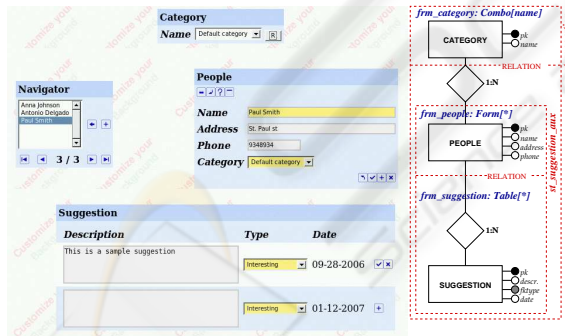 Category
Name Default category R
Navigator
Anna Johnson
Antonio Delgado
Paul Smith
3 / 3
People
?
Name Paul Smith
Address St. Paul st
Phone 9348934
Category Default category
Suggestion
Description Type Date
This is a sample suggestion
Interesting 09-28-2006
Interesting 01-12-2007
frm_category: Combo[name]
CATEGORY
pk
name
RELATION
1:N
frm_people: Form[*]
PEOPLE
pk
name
address
phone
st_suggestion_aux
RELATION
frm_suggestion: Table[*]
1:N
SUGGESTION
pk
descr.
fktype
date